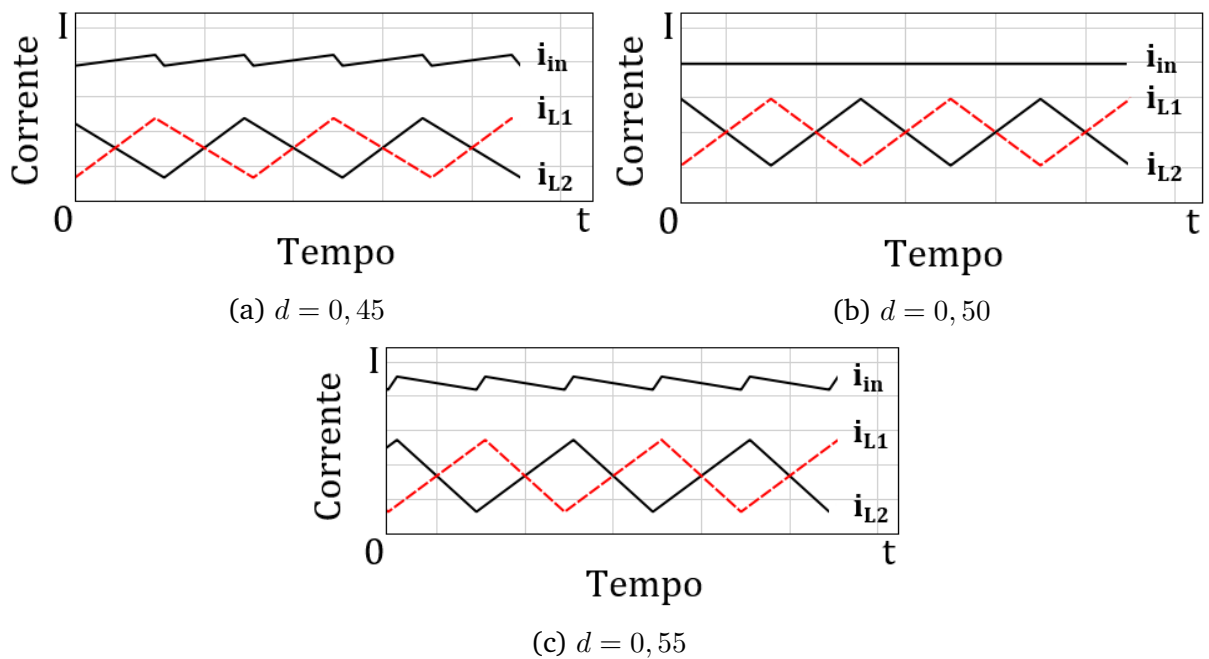 I
Corrente
i_in
i_L1
i_L2
0
t
Tempo
(a) d = 0, 45
I
Corrente
i_in
i_L1
i_L2
0
t
Tempo
(b) d = 0, 50
I
Corrente
i_in
i_L1
i_L2
0
t
Tempo
(c) d = 0, 55